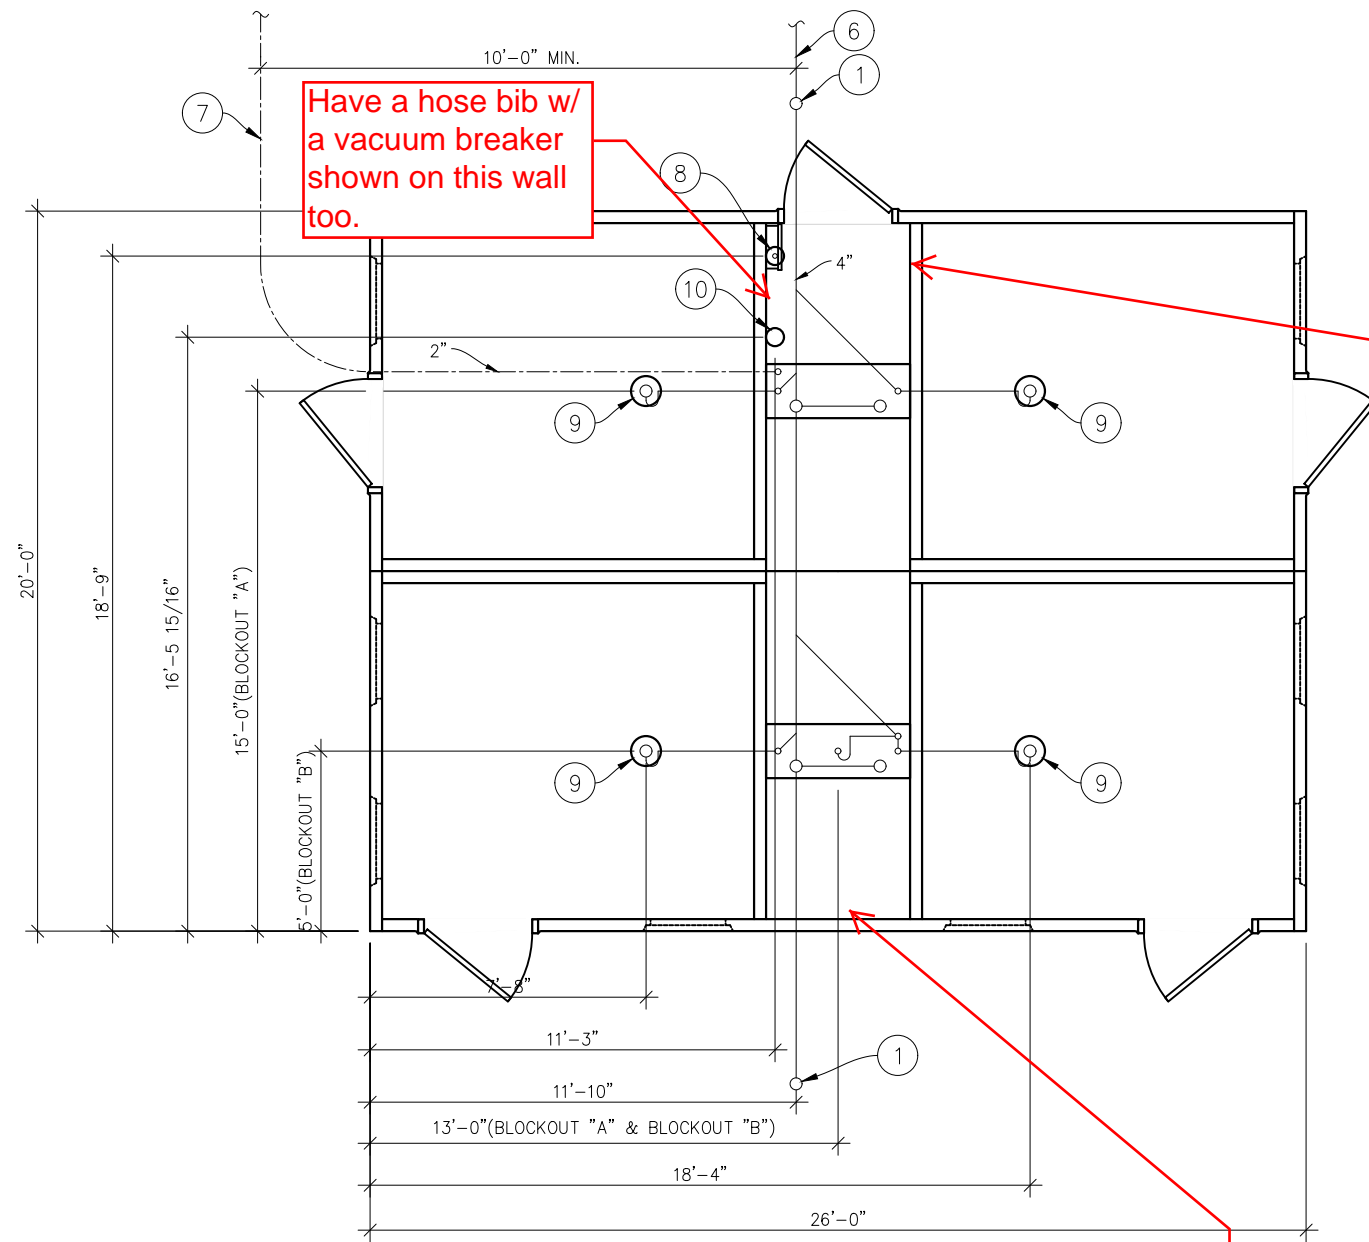 6
10'-0" MIN.
1
7
Have a hose bib w/
a vacuum breaker
shown on this wall
too.
8
4"
10
2"
9
9
20'-0"
18'-9"
16'-5 15/16"
15'-0"(BLOCKOUT "A")
5'-0"(BLOCKOUT "B")
9
9
7'-8"
11'-3"
1
11'-10"
13'-0"(BLOCKOUT "A" & BLOCKOUT "B")
18'-4"
26'-0"